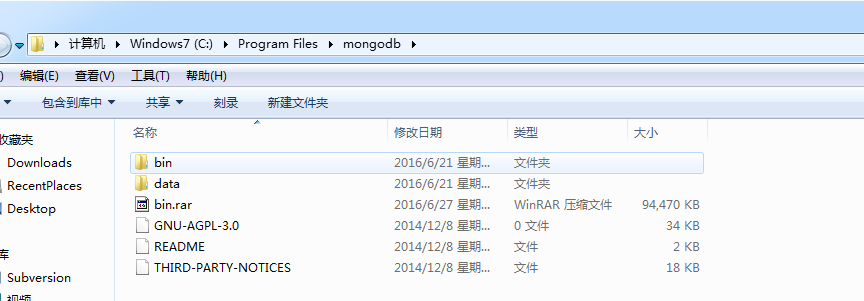 计算机 Windows7 (C:) Program Files mongodb
) 编辑(E) 查看(V) 工具(T) 帮助(H)
包含到库中 共享 刻录 新建文件夹
名称 修改日期 类型 大小
收藏夹
Downloads
RecentPlaces
Desktop
库
Subversion
视频
bin 2016/6/21 星期... 文件夹
data 2016/6/21 星期... 文件夹
bin.rar 2016/6/27 星期... WinRAR 压缩文件 94,470 KB
GNU-AGPL-3.0 2014/12/8 星期... 0 文件 34 KB
README 2014/12/8 星期... 文件 2 KB
THIRD-PARTY-NOTICES 2014/12/8 星期... 文件 18 KB